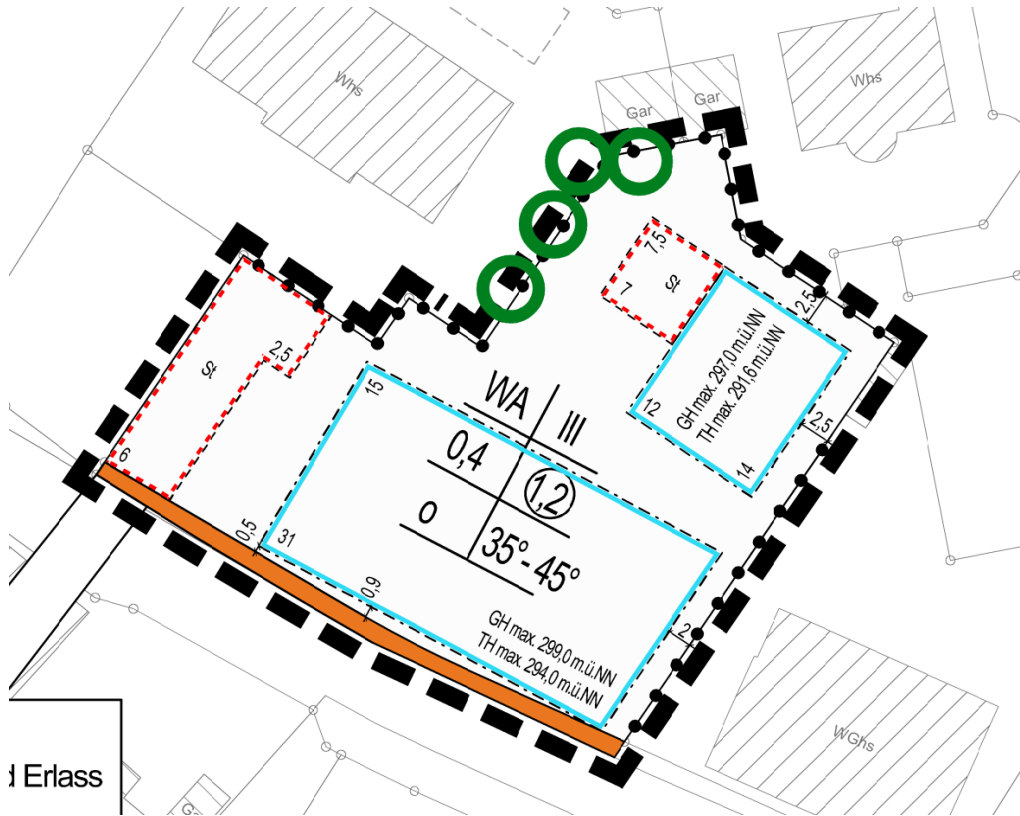 Whs
Gar
Gar
Whs
7,5
7
St
2,5
GH max. 297,0 m.ü.NN
TH max. 291,6 m.ü.NN
12
14
2,5
St
2,5
6
15
WA
III
0,4
1,2
o
35°-45°
0,5
31
0,9
GH max. 299,0 m.ü.NN
TH max. 294,0 m.ü.NN
2
WGhs
d Erlass